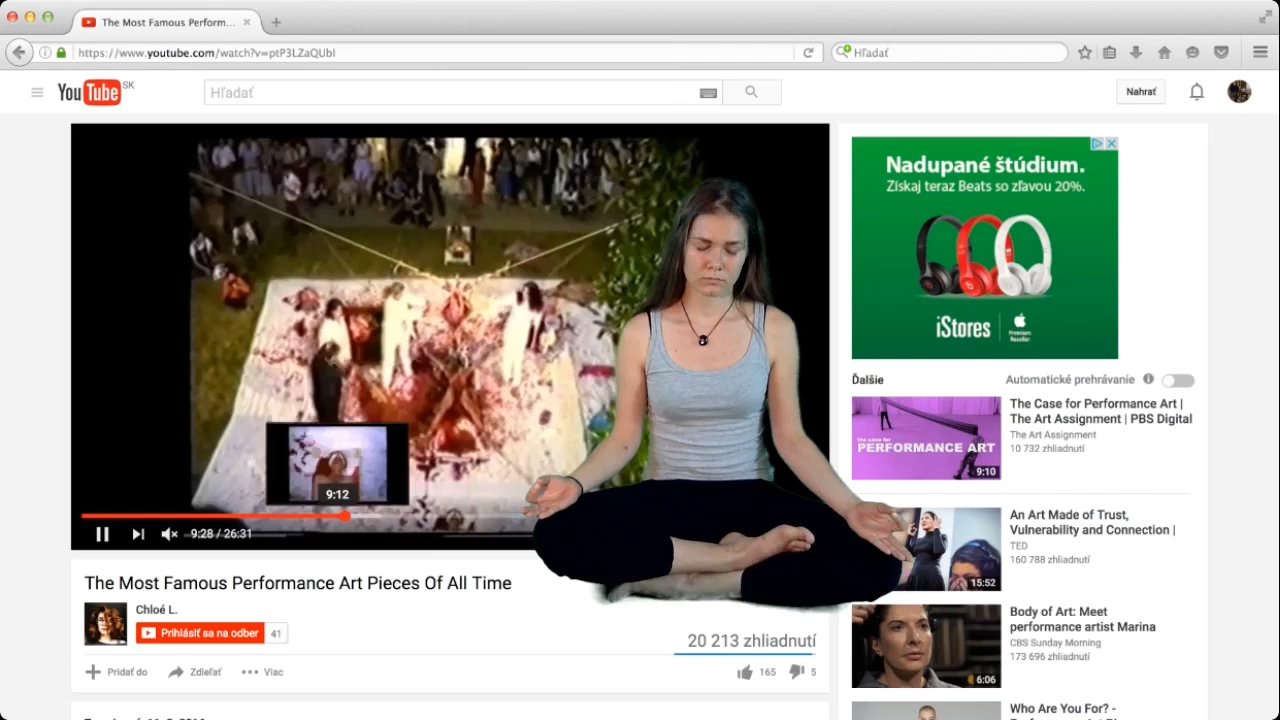 The Most Famous Perform...
https://www.youtube.com/watch?v=ptP3LZaQUbI
Hľadať
YouTube SK
Hľadať
Nahrať
Nadupané štúdium.
Získaj teraz Beats so zľavou 20%.
iStores
Premium
Reseller
Ďalšie
Automatické prehrávanie
The Case for Performance Art |
The Art Assignment | PBS Digital
The Art Assignment
10 732 zhliadnutí
THE CASE FOR
PERFORMANCE ART
9:10
An Art Made of Trust,
Vulnerability and Connection |
TED
160 788 zhliadnutí
15:52
Body of Art: Meet
performance artist Marina
CBS Sunday Morning
173 696 zhliadnutí
6:06
Who Are You For? -
9:12
9:28 / 26:31
The Most Famous Performance Art Pieces Of All Time
Chloé L.
Prihlásiť sa na odber
41
20 213 zhliadnutí
Pridať do
Zdieľať
Viac
165
5